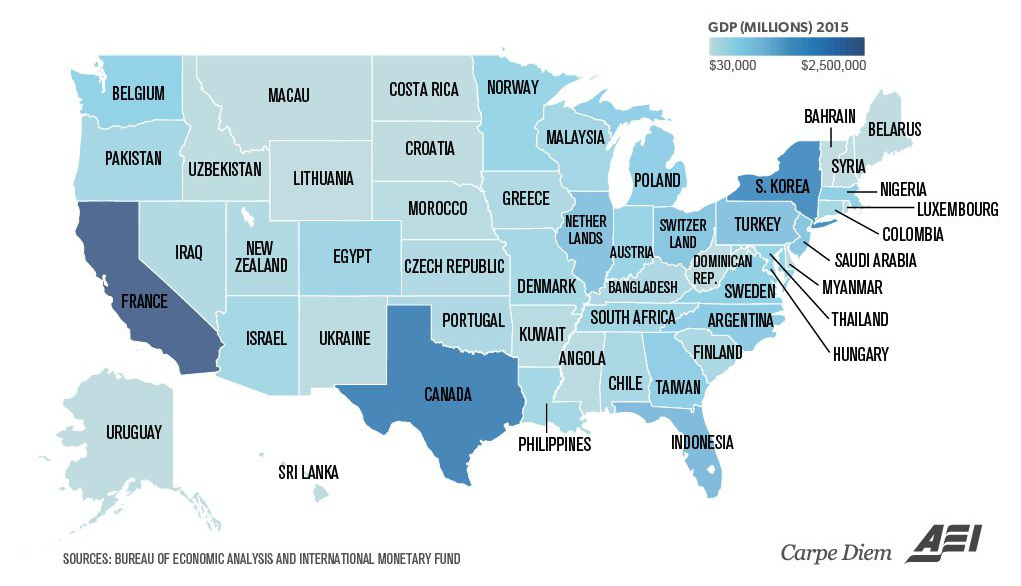 GDP (MILLIONS) 2015
$30,000
$2,500,000
BELGIUM
MACAU
COSTA RICA
NORWAY
BAHRAIN
BELARUS
PAKISTAN
UZBEKISTAN
CROATIA
MALAYSIA
SYRIA
LITHUANIA
POLAND
S. KOREA
NIGERIA
MOROCCO
GREECE
LUXEMBOURG
NETHER
LANDS
SWITZER
LAND
TURKEY
COLOMBIA
IRAQ
NEW
ZEALAND
EGYPT
CZECH REPUBLIC
AUSTRIA
DOMINICAN
REP.
SAUDI ARABIA
DENMARK
BANGLADESH
SWEDEN
MYANMAR
FRANCE
ISRAEL
UKRAINE
PORTUGAL
KUWAIT
SOUTH AFRICA
ARGENTINA
THAILAND
ANGOLA
FINLAND
HUNGARY
CANADA
CHILE
TAIWAN
URUGUAY
SRI LANKA
PHILIPPINES
INDONESIA
SOURCES: BUREAU OF ECONOMIC ANALYSIS AND INTERNATIONAL MONETARY FUND
Carpe Diem
AEI